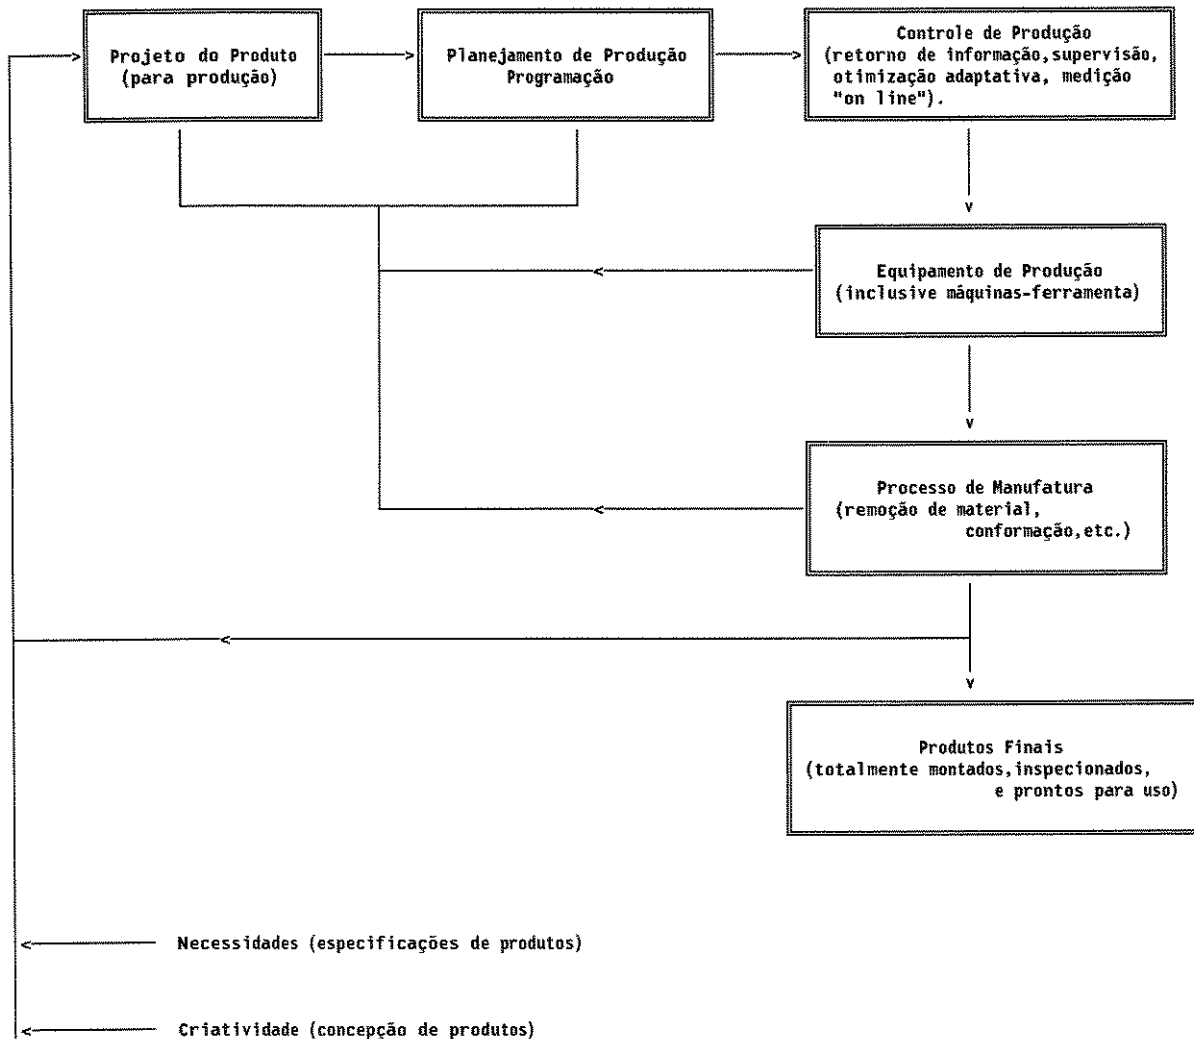 Projeto do Produto
(para produção)
Planejamento de Produção
Programação
Controle de Produção
(retorno de informação,supervisão,
otimização adaptativa, medição
"on line").
Equipamento de Produção
(inclusive máquinas-ferramenta)
Processo de Manufatura
(remoção de material,
conformação,etc.)
Produtos Finais
(totalmente montados,inspecionados,
e prontos para uso)
Necessidades (especificações de produtos)
Criatividade (concepção de produtos)